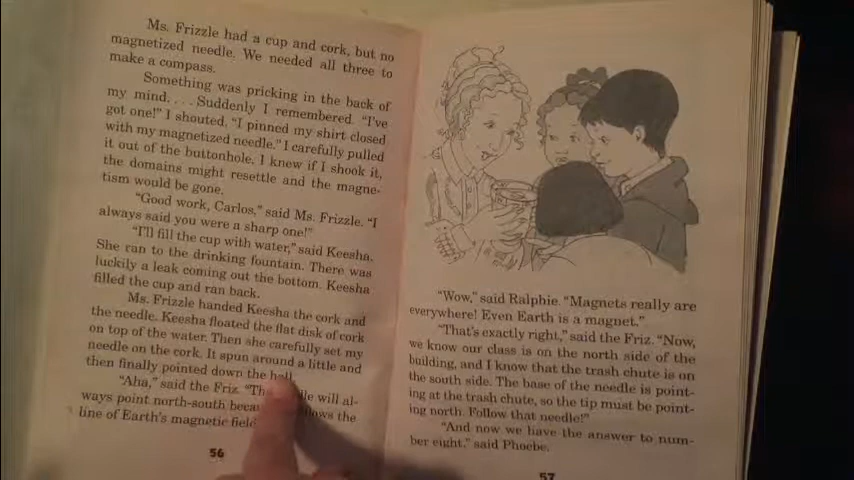 Ms. Frizzle had a cup and cork, but no
magnetized needle. We needed all three to
make a compass.
Something was pricking in the back of
my mind. . . . Suddenly I remembered. "I've
got one!" I shouted. "I pinned my shirt closed
with my magnetized needle." I carefully pulled
it out of the buttonhole. I knew if I shook it,
the domains might resettle and the magne-
tism would be gone.
"Good work, Carlos," said Ms. Frizzle. "I
always said you were a sharp one!"
"I'll fill the cup with water," said Keesha.
She ran to the drinking fountain. There was
luckily a leak coming out the bottom. Keesha
filled the cup and ran back.
Ms. Frizzle handed Keesha the cork and
the needle. Keesha floated the flat disk of cork
on top of the water. Then she carefully set my
needle on the cork. It spun around a little and
then finally pointed down the
"Aha," said the Friz. will al-
ways point north-south the
line of Earth's magnetic
56
"Wow," said Ralphie. "Magnets really are
everywhere! Even Earth is a magnet."
"That's exactly right," said the Friz. "Now,
we know our class is on the north side of the
building, and I know that the trash chute is on
the south side. The base of the needle is point-
ing at the trash chute, so the tip must be point-
ing north. Follow that needle!"
"And now we have the answer to num-
ber eight," said Phoebe.
57